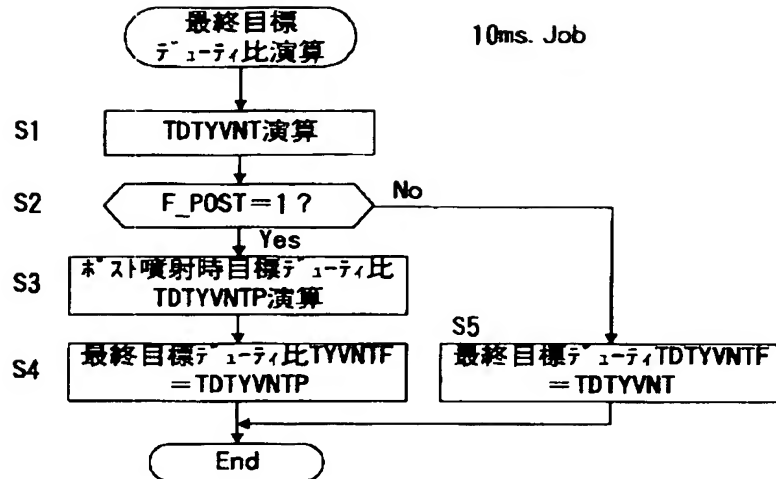 最終目標
デューティ比演算
10ms. Job
S1
TDTYVNT演算
S2
F_POST＝1？
No
Yes
S3
ポスト噴射時目標デューティ比
TDTYVNTP演算
S4
最終目標デューティ比TYVNTF
＝TDTYVNTP
S5
最終目標デューティTDTYVNTF
＝TDTYVNT
End